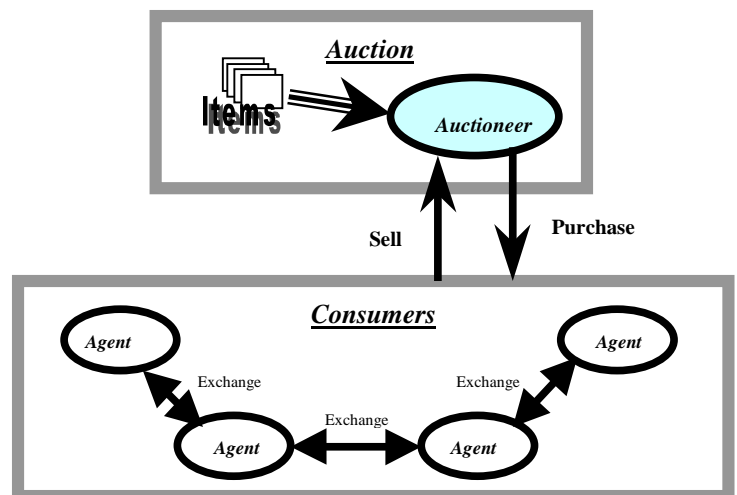 Auction
Items
Auctioneer
Sell
Purchase
Consumers
Agent
Agent
Exchange
Exchange
Exchange
Agent
Agent